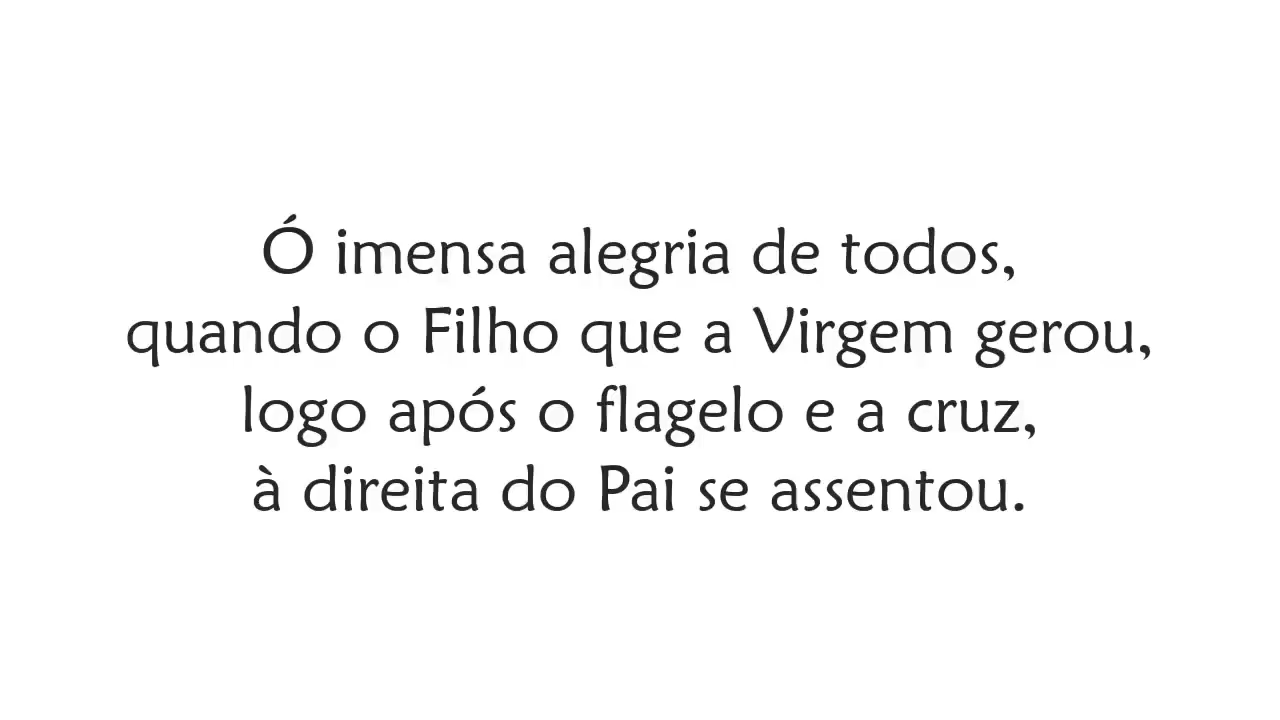 Ó imensa alegria de todos,
quando o Filho que a Virgem gerou,
logo após o flagelo e a cruz,
à direita do Pai se assentou.